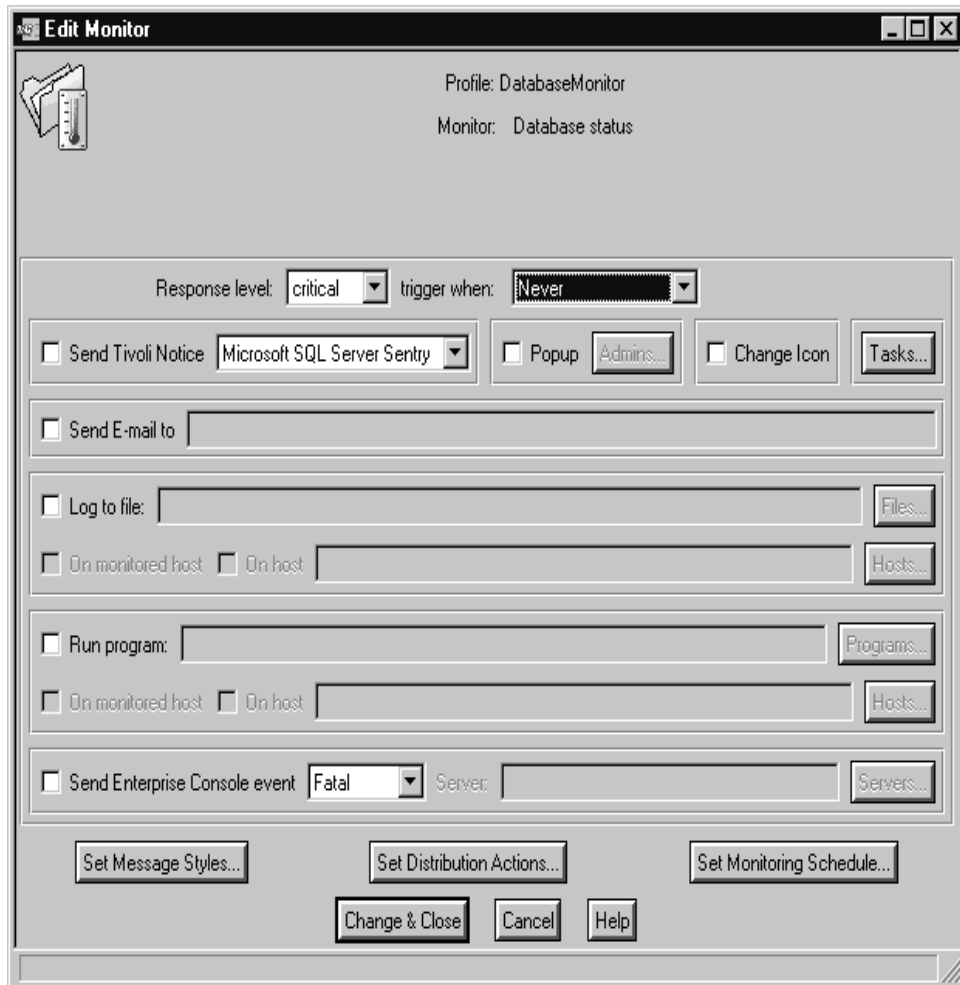 Edit Monitor
Profile: DatabaseMonitor
Monitor: Database status
Response level: critical trigger when: Never
Send Tivoli Notice Microsoft SQL Server Sentry Popup Admins... Change Icon Tasks...
Send E-mail to
Log to file: Files...
On monitored host On host Hosts...
Run program: Programs...
On monitored host On host Hosts...
Send Enterprise Console event Fatal Server: Servers...
Set Message Styles... Set Distribution Actions... Set Monitoring Schedule...
Change & Close Cancel Help